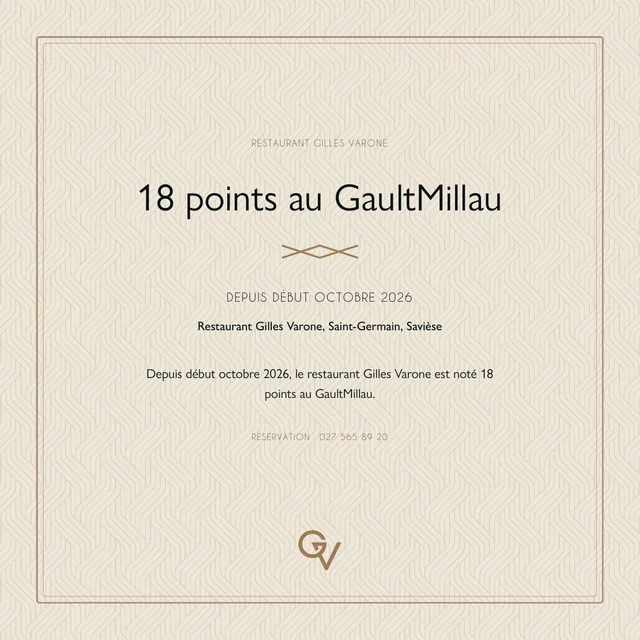 RESTAURANT GILLES VARONE
18 points au GaultMillau
DEPUIS DÉBUT OCTOBRE 2026
Restaurant Gilles Varone, Saint-Germain, Savièse
Depuis début octobre 2026, le restaurant Gilles Varone est noté 18
points au GaultMillau.
RÉSERVATION · 027 565 89 20
GV